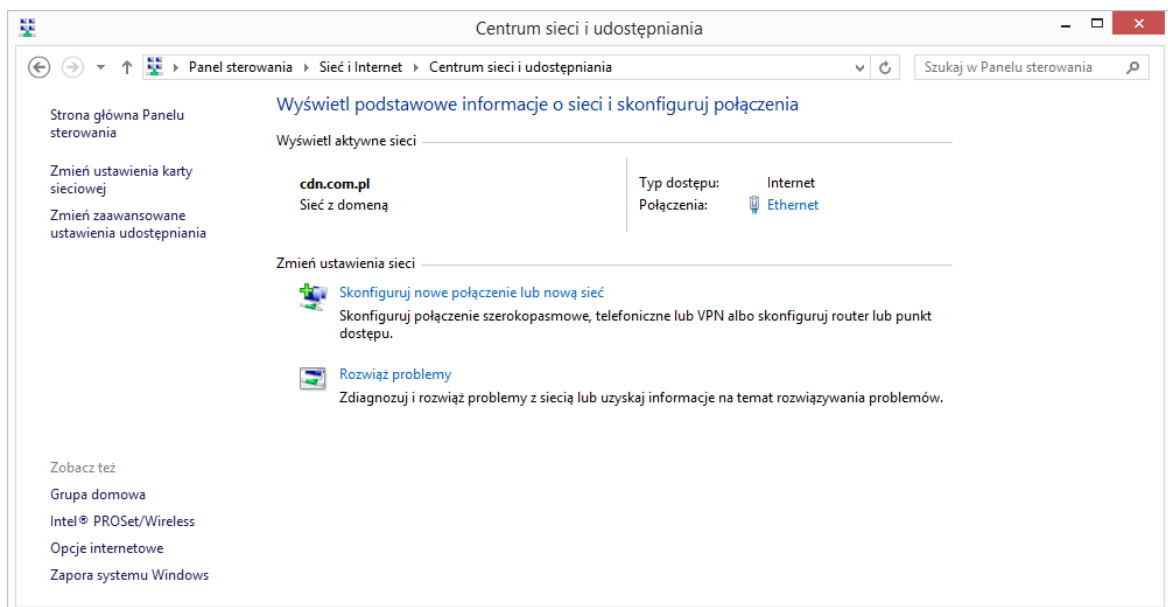 Centrum sieci i udostępniania
Panel sterowania Sieć i Internet Centrum sieci i udostępniania
Szukaj w Panelu sterowania
Strona główna Panelu
sterowania
Zmień ustawienia karty
sieciowej
Zmień zaawansowane
ustawienia udostępniania
Wyświetl podstawowe informacje o sieci i skonfiguruj połączenia
Wyświetl aktywne sieci
cdn.com.pl
Sieć z domeną
Typ dostępu: Internet
Połączenia: Ethernet
Zmień ustawienia sieci
Skonfiguruj nowe połączenie lub nową sieć
Skonfiguruj połączenie szerokopasmowe, telefoniczne lub VPN albo skonfiguruj router lub punkt
dostępu.
Rozwiąż problemy
Zdiagnozuj i rozwiąż problemy z siecią lub uzyskaj informacje na temat rozwiązywania problemów.
Zobacz też
Grupa domowa
Intel® PROSet/Wireless
Opcje internetowe
Zapora systemu Windows